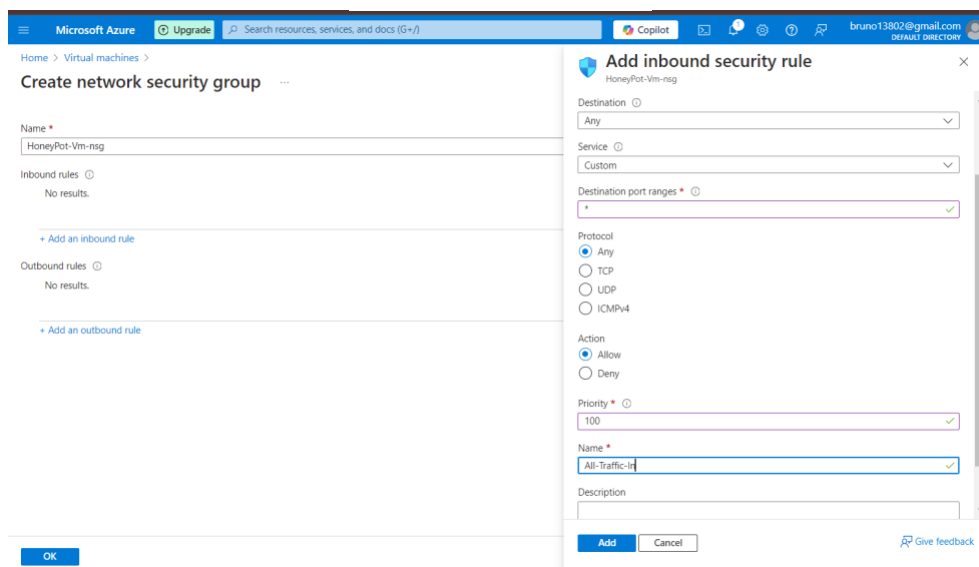 Microsoft Azure
Upgrade
Search resources, services, and docs (G+/)
Copilot
bruno13802@gmail.com
DEFAULT DIRECTORY
Home > Virtual machines >
Create network security group ...
Name *
HoneyPot-Vm-nsg
Inbound rules
No results.
+ Add an inbound rule
Outbound rules
No results.
+ Add an outbound rule
OK
Add inbound security rule
HoneyPot-Vm-nsg
Destination
Any
Service
Custom
Destination port ranges *
*
Protocol
Any
TCP
UDP
ICMPv4
Action
Allow
Deny
Priority *
100
Name *
All-Traffic-In
Description
Add
Cancel
Give feedback